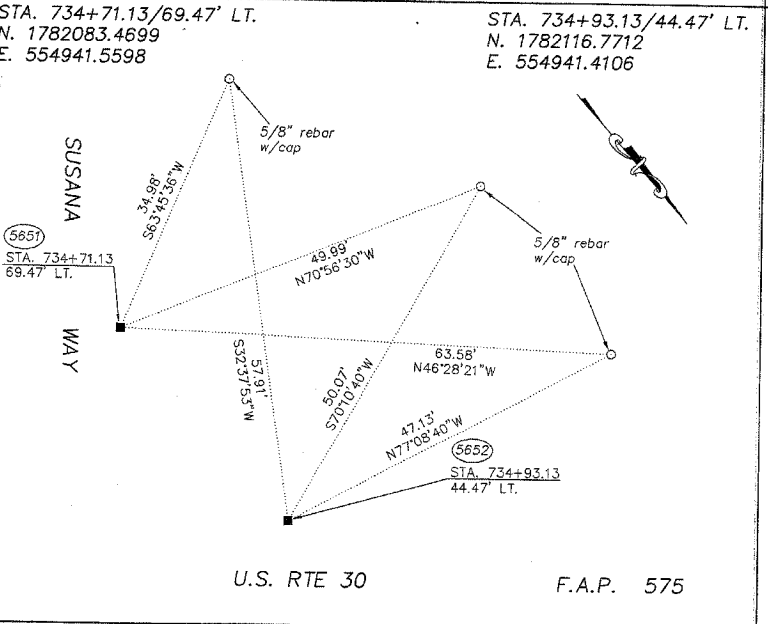 STA. 734+71.13/69.47' LT.
N. 1782083.4699
E. 554941.5598
STA. 734+93.13/44.47' LT.
N. 1782116.7712
E. 554941.4106
5/8" rebar
w/cap
SUSANA WAY
34.98'
S63°45'36"W
5651
STA. 734+71.13
69.47' LT.
49.99'
N70°56'30"W
5/8" rebar
w/cap
63.58'
N46°28'21"W
57.91'
S32°37'53"W
50.07'
S70°10'40"W
47.13'
N77°08'40"W
5652
STA. 734+93.13
44.47' LT.
U.S. RTE 30
F.A.P. 575